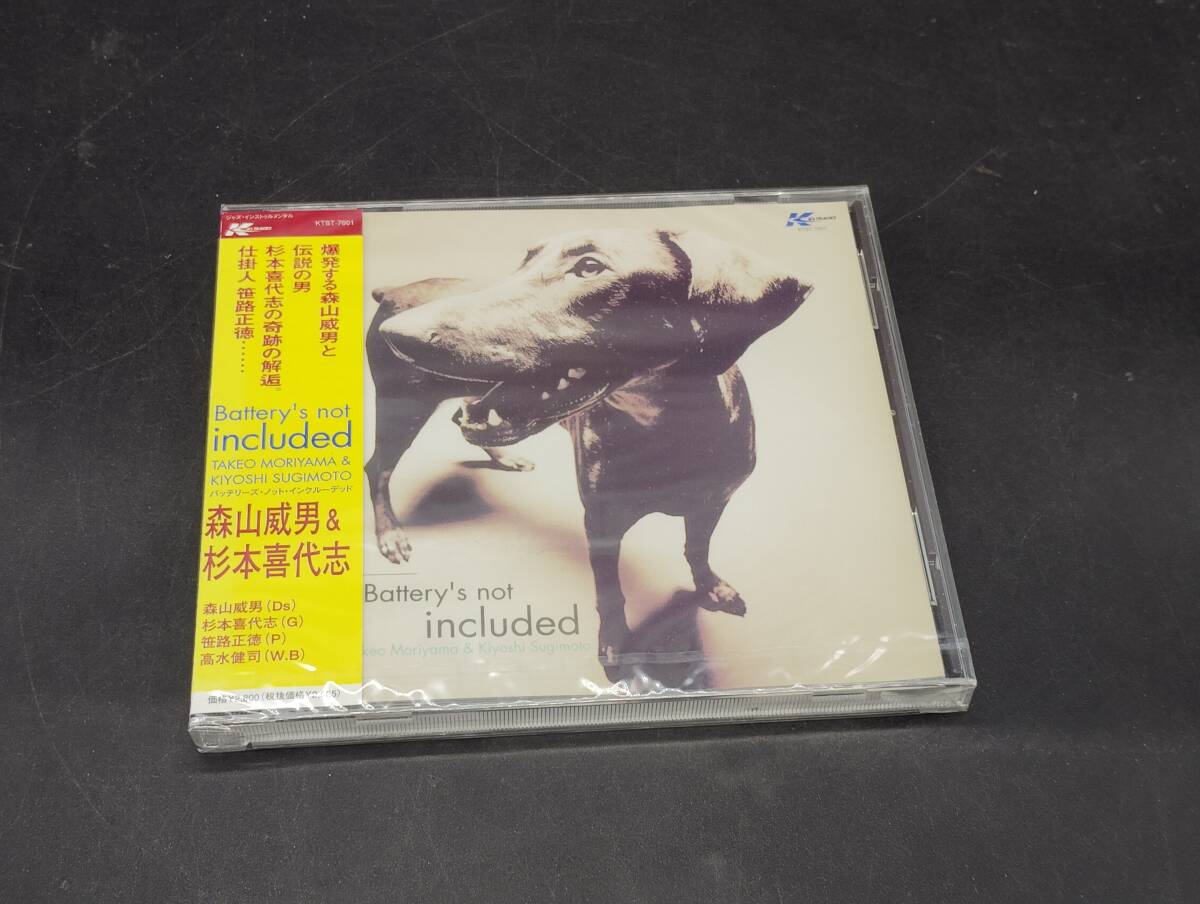 ジャズ・インストゥルメンタル
KTST-7001
爆発する森山威男と
伝説の男
杉本喜代志の奇跡の解逅。
仕掛人 笹路正徳……
Battery's not
included
TAKEO MORIYAMA &
KIYOSHI SUGIMOTO
バッテリーズ・ノット・インクルーデッド
森山威男&
杉本喜代志
森山威男(Ds)
杉本喜代志(G)
笹路正徳(P)
高水健司(W.B)
Battery's not
included
Moriyama & Kiyoshi Sugimoto